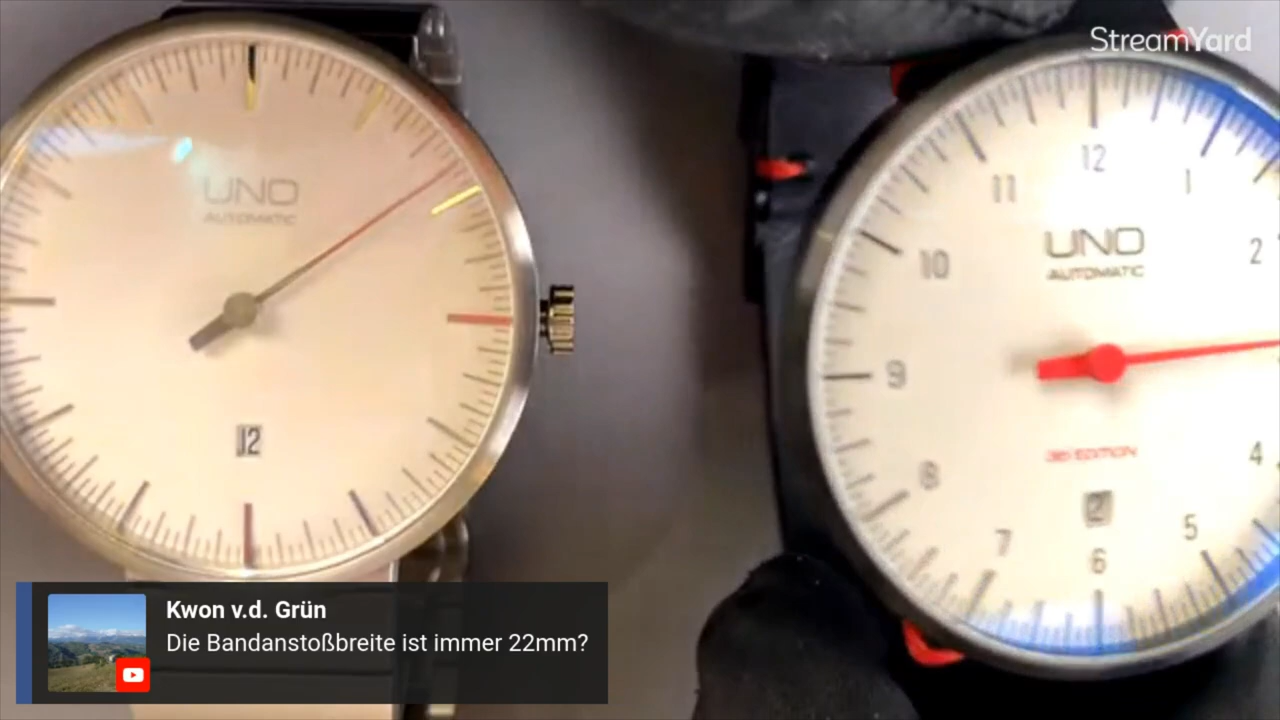 StreamYard
UNO
AUTOMATIC
12
12
1
2
4
5
6
7
8
9
10
11
UNO
AUTOMATIC
EDITION
2
Kwon v.d. Grün
Die Bandanstoßbreite ist immer 22mm?